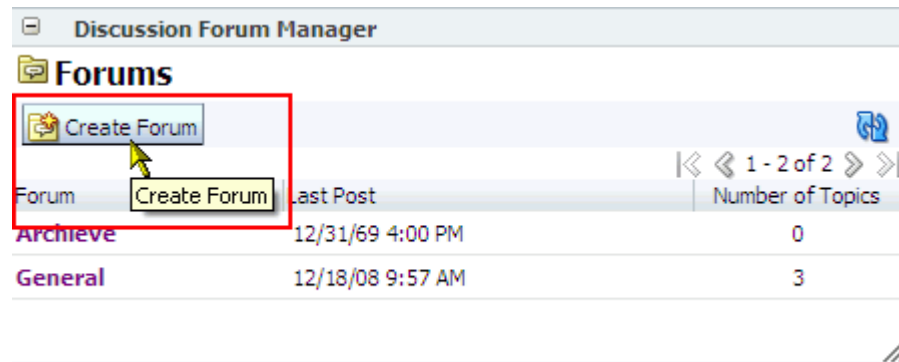 Discussion Forum Manager
Forums
Create Forum
1 - 2 of 2
Forum Create Forum Last Post Number of Topics
Archieve 12/31/69 4:00 PM 0
General 12/18/08 9:57 AM 3